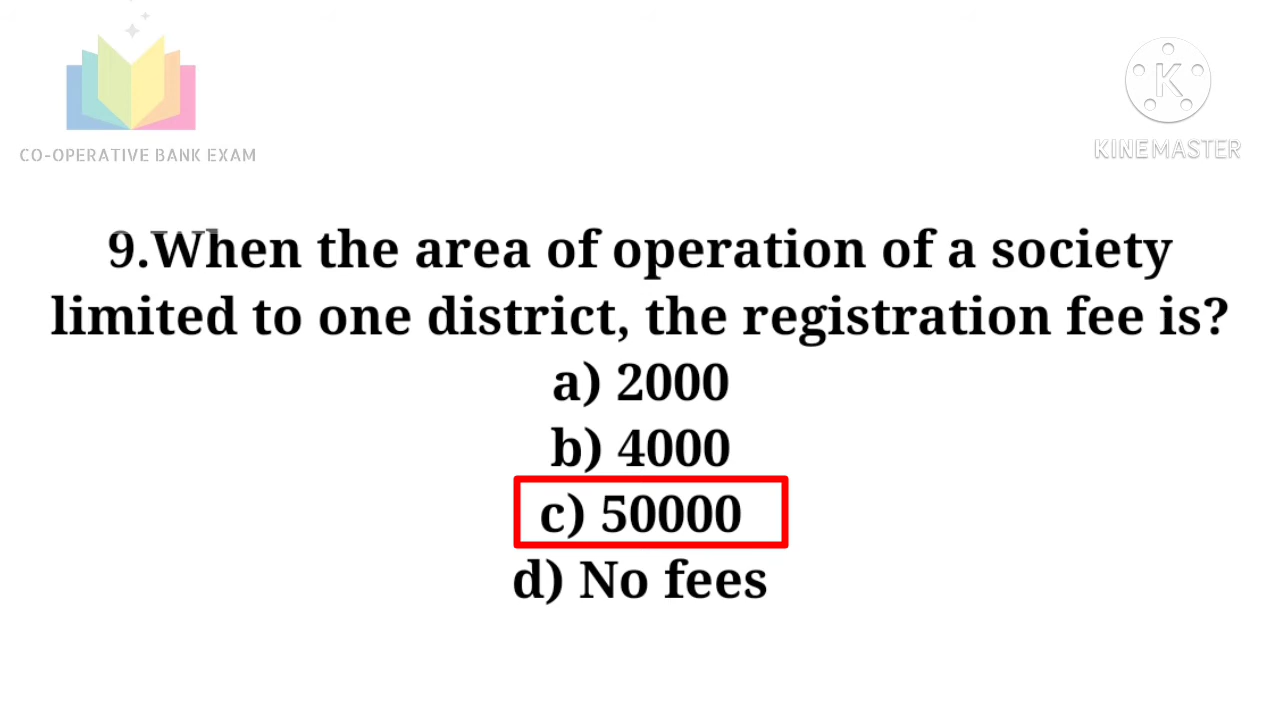 CO-OPERATIVE BANK EXAM
KINEMASTER
9.When the area of operation of a society
limited to one district, the registration fee is?
a) 2000
b) 4000
c) 50000
d) No fees